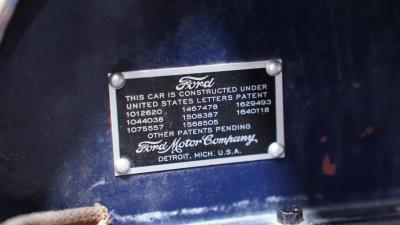 Ford
THIS CAR IS CONSTRUCTED UNDER
UNITED STATES LETTERS PATENT
1012620 1467478 1629493
1044038 1508387 1640118
1075557 1568505
OTHER PATENTS PENDING
Ford Motor Company
DETROIT, MICH. U.S.A.